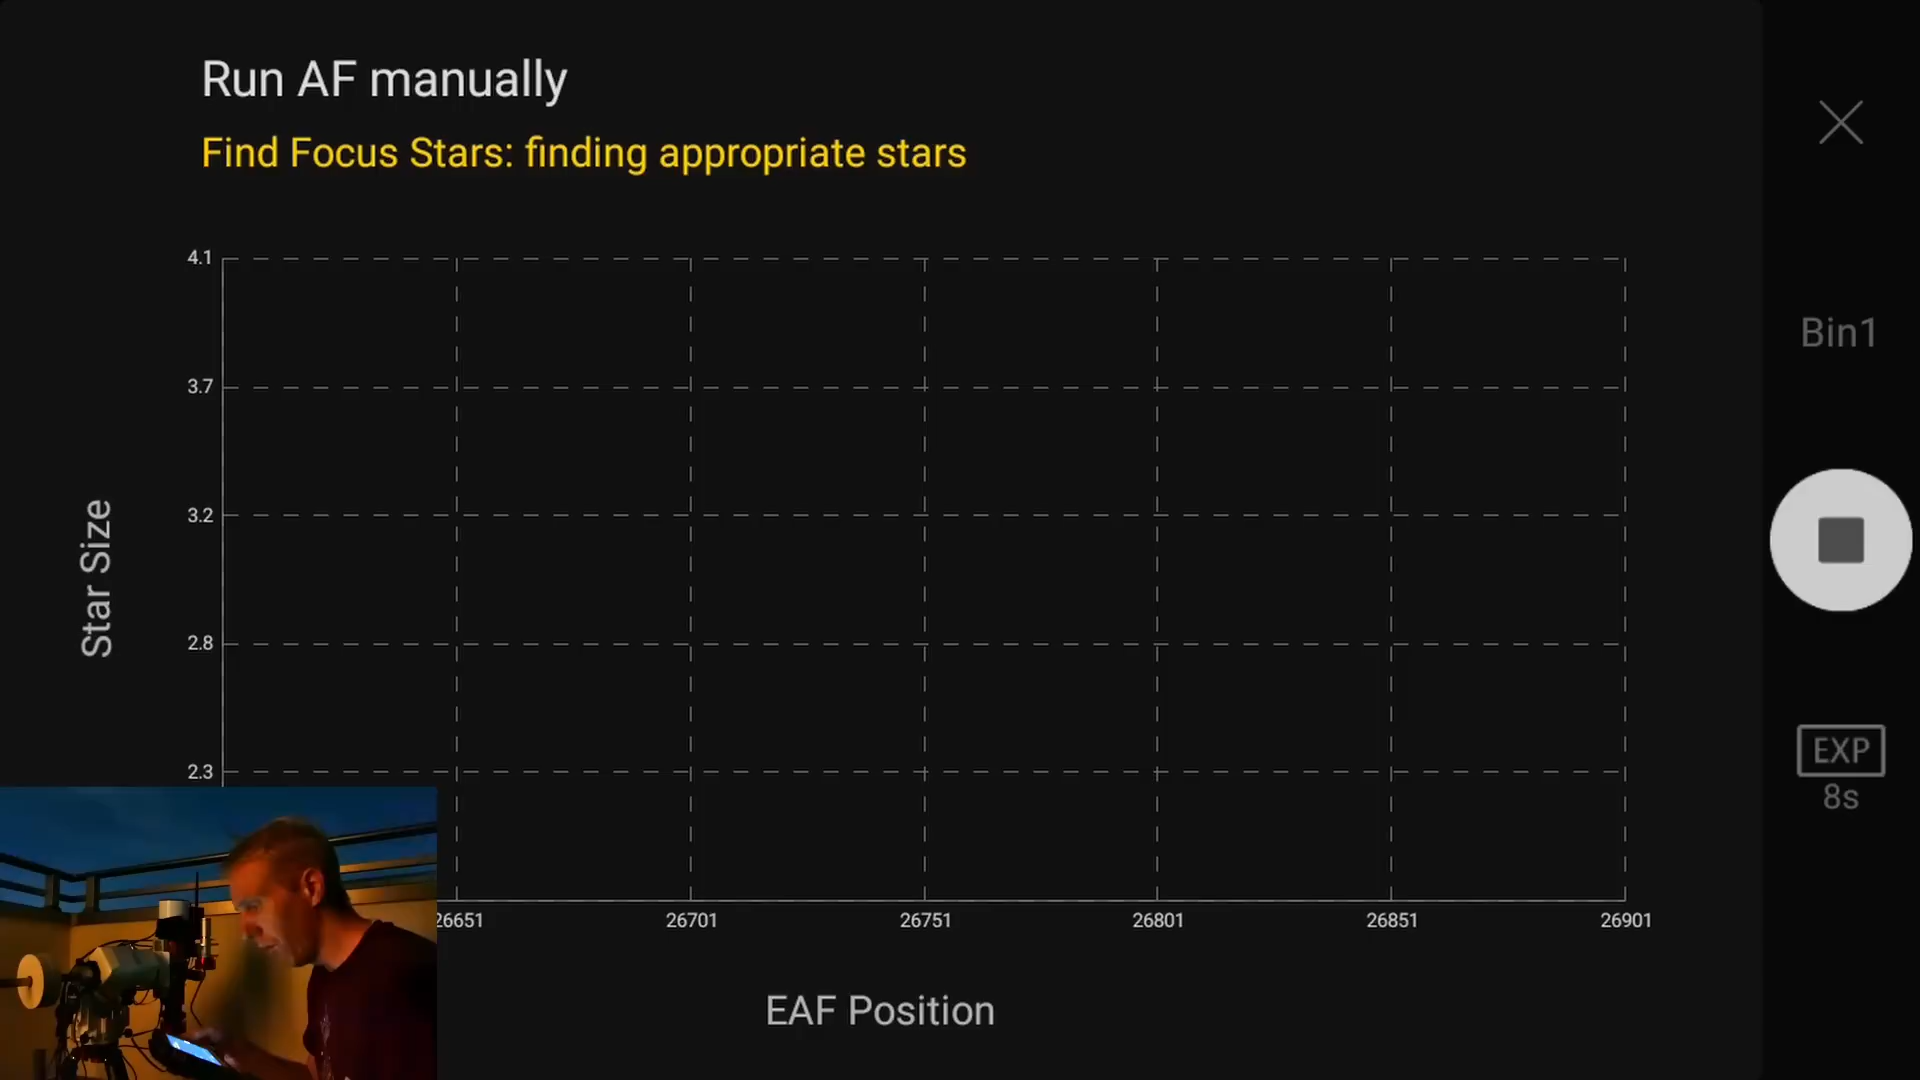 Run AF manually
Find Focus Stars: finding appropriate stars
4.1
3.7
3.2
2.8
2.3
Star Size
26651
26701
26751
26801
26851
26901
EAF Position
Bin1
EXP
8s